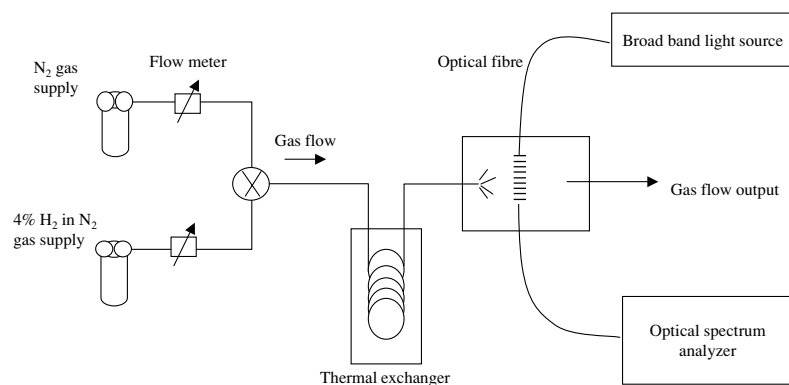 N₂ gas
supply
Flow meter
Gas flow
4% H₂ in N₂
gas supply
Thermal exchanger
Optical fibre
Broad band light source
Gas flow output
Optical spectrum
analyzer